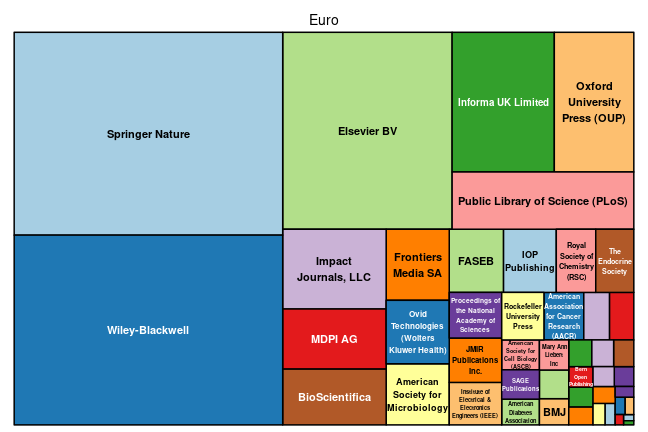 Euro
Springer Nature
Elsevier BV
Informa UK Limited
Oxford
University
Press (OUP)
Public Library of Science (PLoS)
Wiley-Blackwell
Impact
Journals, LLC
Frontiers
Media SA
FASEB
IOP
Publishing
Royal
Society of
Chemistry
(RSC)
The
Endocrine
Society
MDPI AG
Ovid
Technologies
(Wolters
Kluwer Health)
Proceedings of
the National
Academy of
Sciences
Rockefeller
University
Press
American
Association
for Cancer
Research
(AACR)
BioScientifica
American
Society for
Microbiology
JMIR
Publications
Inc.
American
Society for
Cell Biology
(ASCB)
Mary Ann
Liebert
Inc
SAGE
Publications
Bam
Open
Publishing
Institute of
Electrical &
Electronics
Engineers (IEEE)
American
Diabetes
Association
BMJ